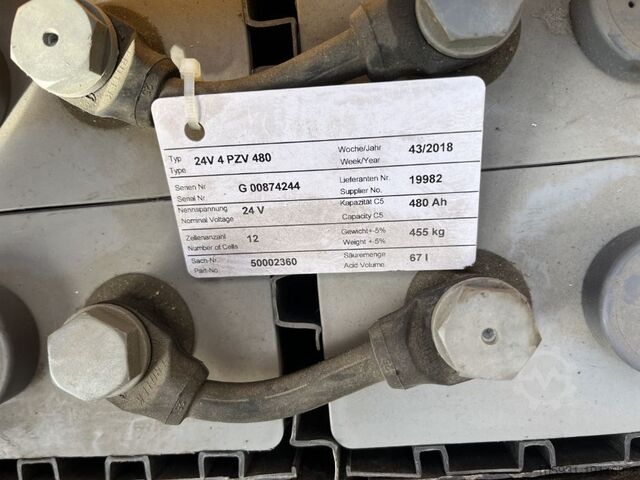 Typ
Type
24V 4 PZV 480
Woche/Jahr
Week/Year
43/2018
Serien Nr
Serial Nr.
G 00874244
Lieferanten Nr.
Supplier No.
19982
Nennspannung
Nominal Voltage
24 V
Kapazität C5
Capacity C5
480 Ah
Zellenanzahl
Number of Cells
12
Gewicht+-5%
Weight +-5%
455 kg
Sach-Nr.
Part-No.
50002360
Säuremenge
Acid Volume
67 l